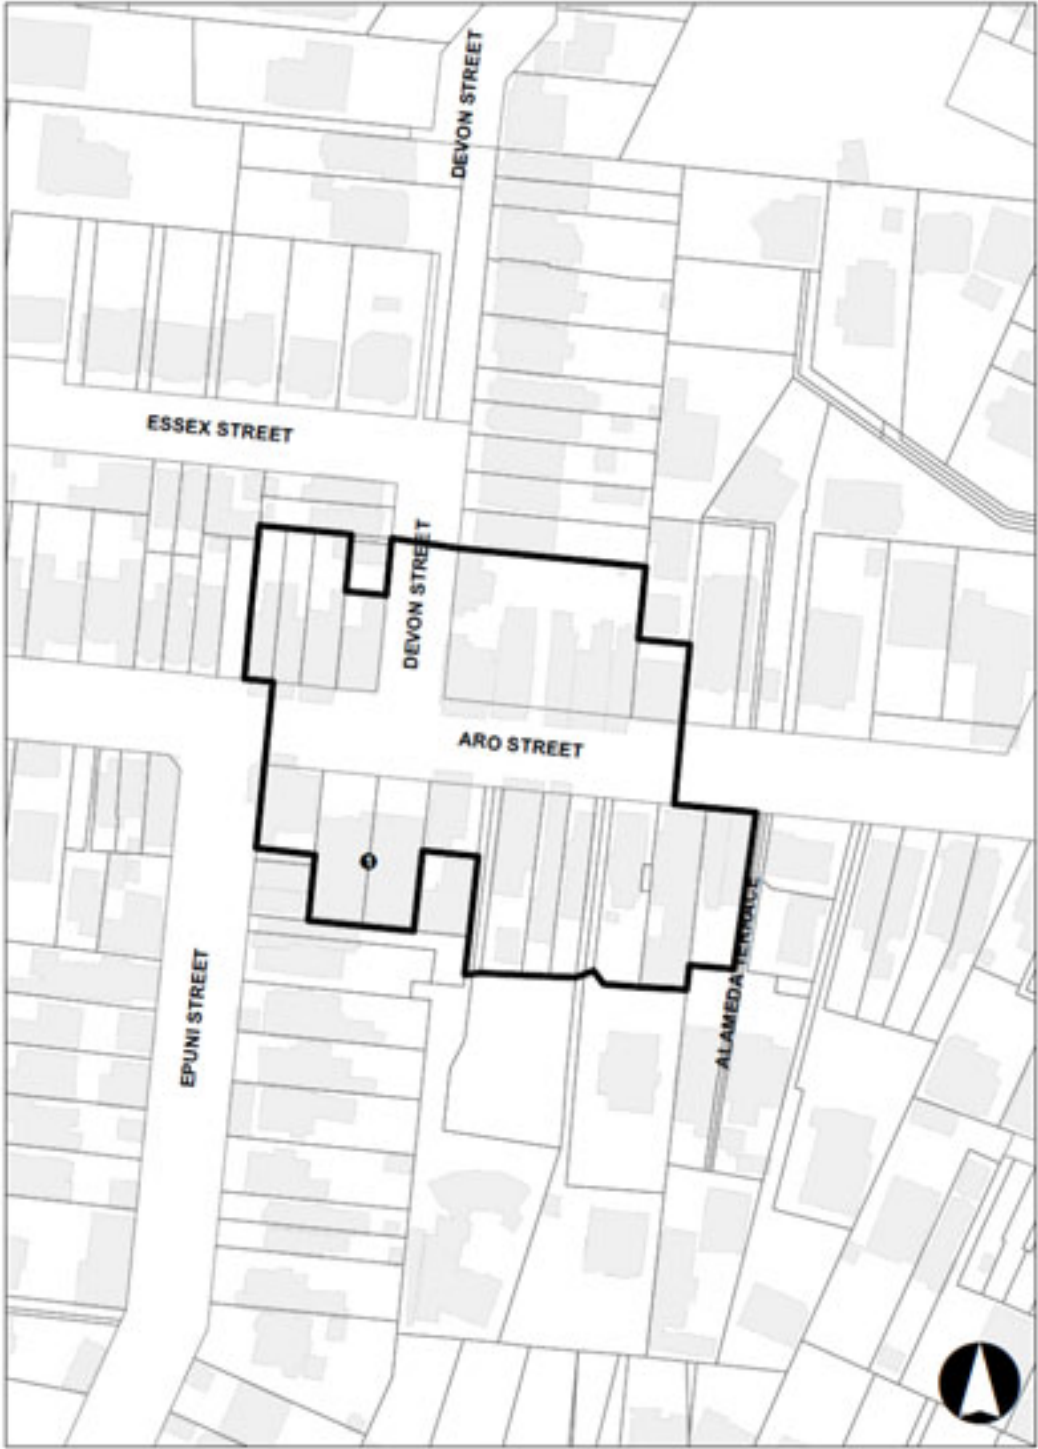 DEVON STREET
ESSEX STREET
DEVON STREET
ARO STREET
1
ALAMEDA TERRACE
EPUNI STREET